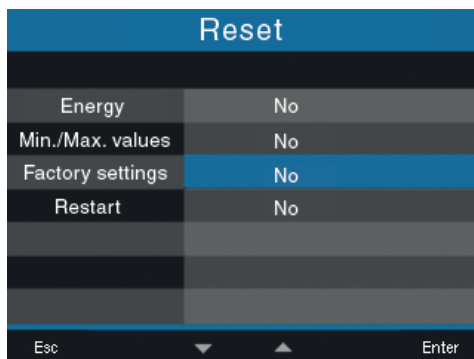 Reset
Energy No
Min./Max. values No
Factory settings No
Restart No
Esc Enter